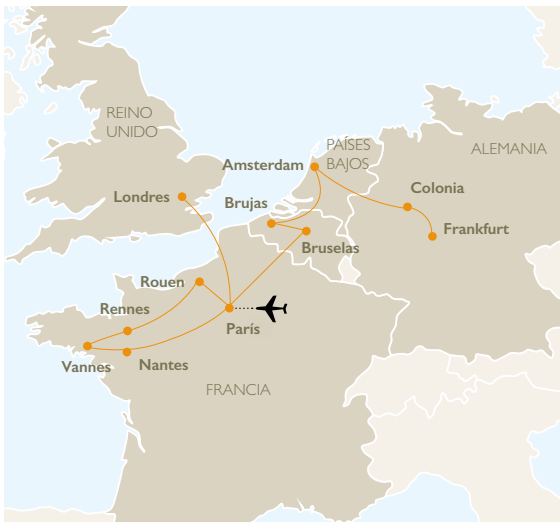 REINO
UNIDO
PAÍSES
BAJOS
ALEMANIA
Amsterdam
Londres
Colonia
Brujas
Frankfurt
Bruselas
Rouen
Rennes
París
Vannes
Nantes
FRANCIA